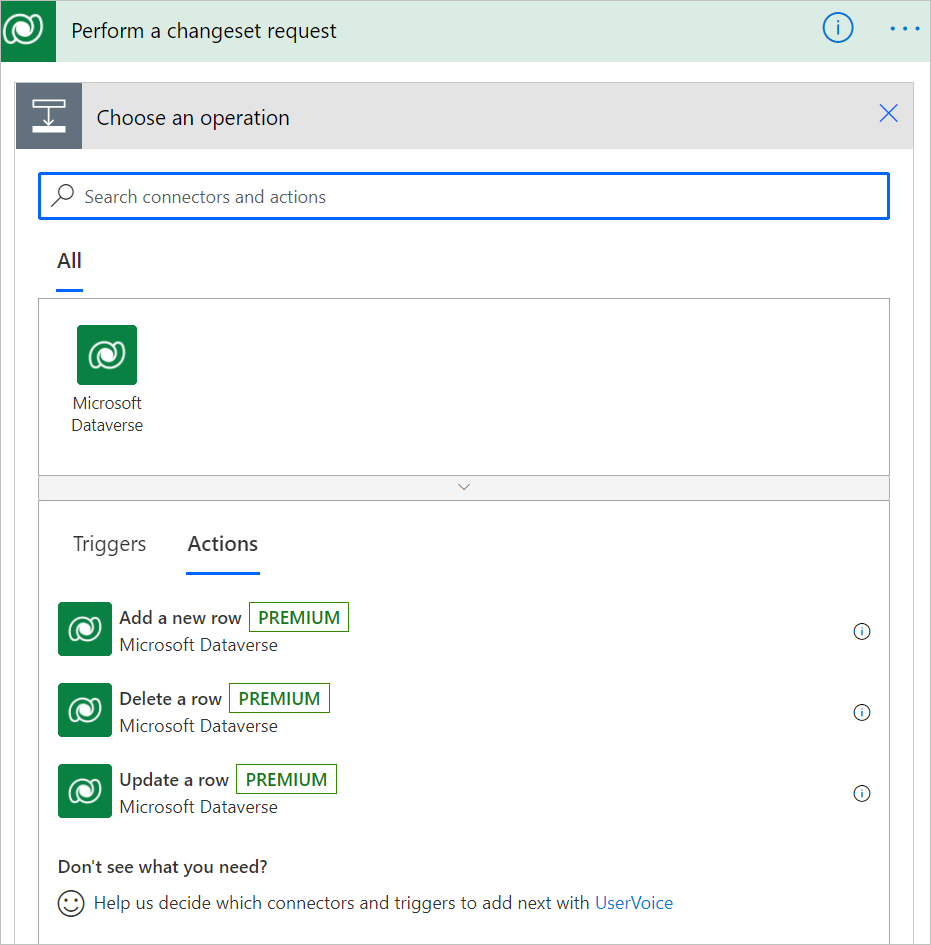 Perform a changeset request
Choose an operation
Search connectors and actions
All
Microsoft
Dataverse
Triggers
Actions
Add a new row PREMIUM
Microsoft Dataverse
Delete a row PREMIUM
Microsoft Dataverse
Update a row PREMIUM
Microsoft Dataverse
Don't see what you need?
Help us decide which connectors and triggers to add next with UserVoice